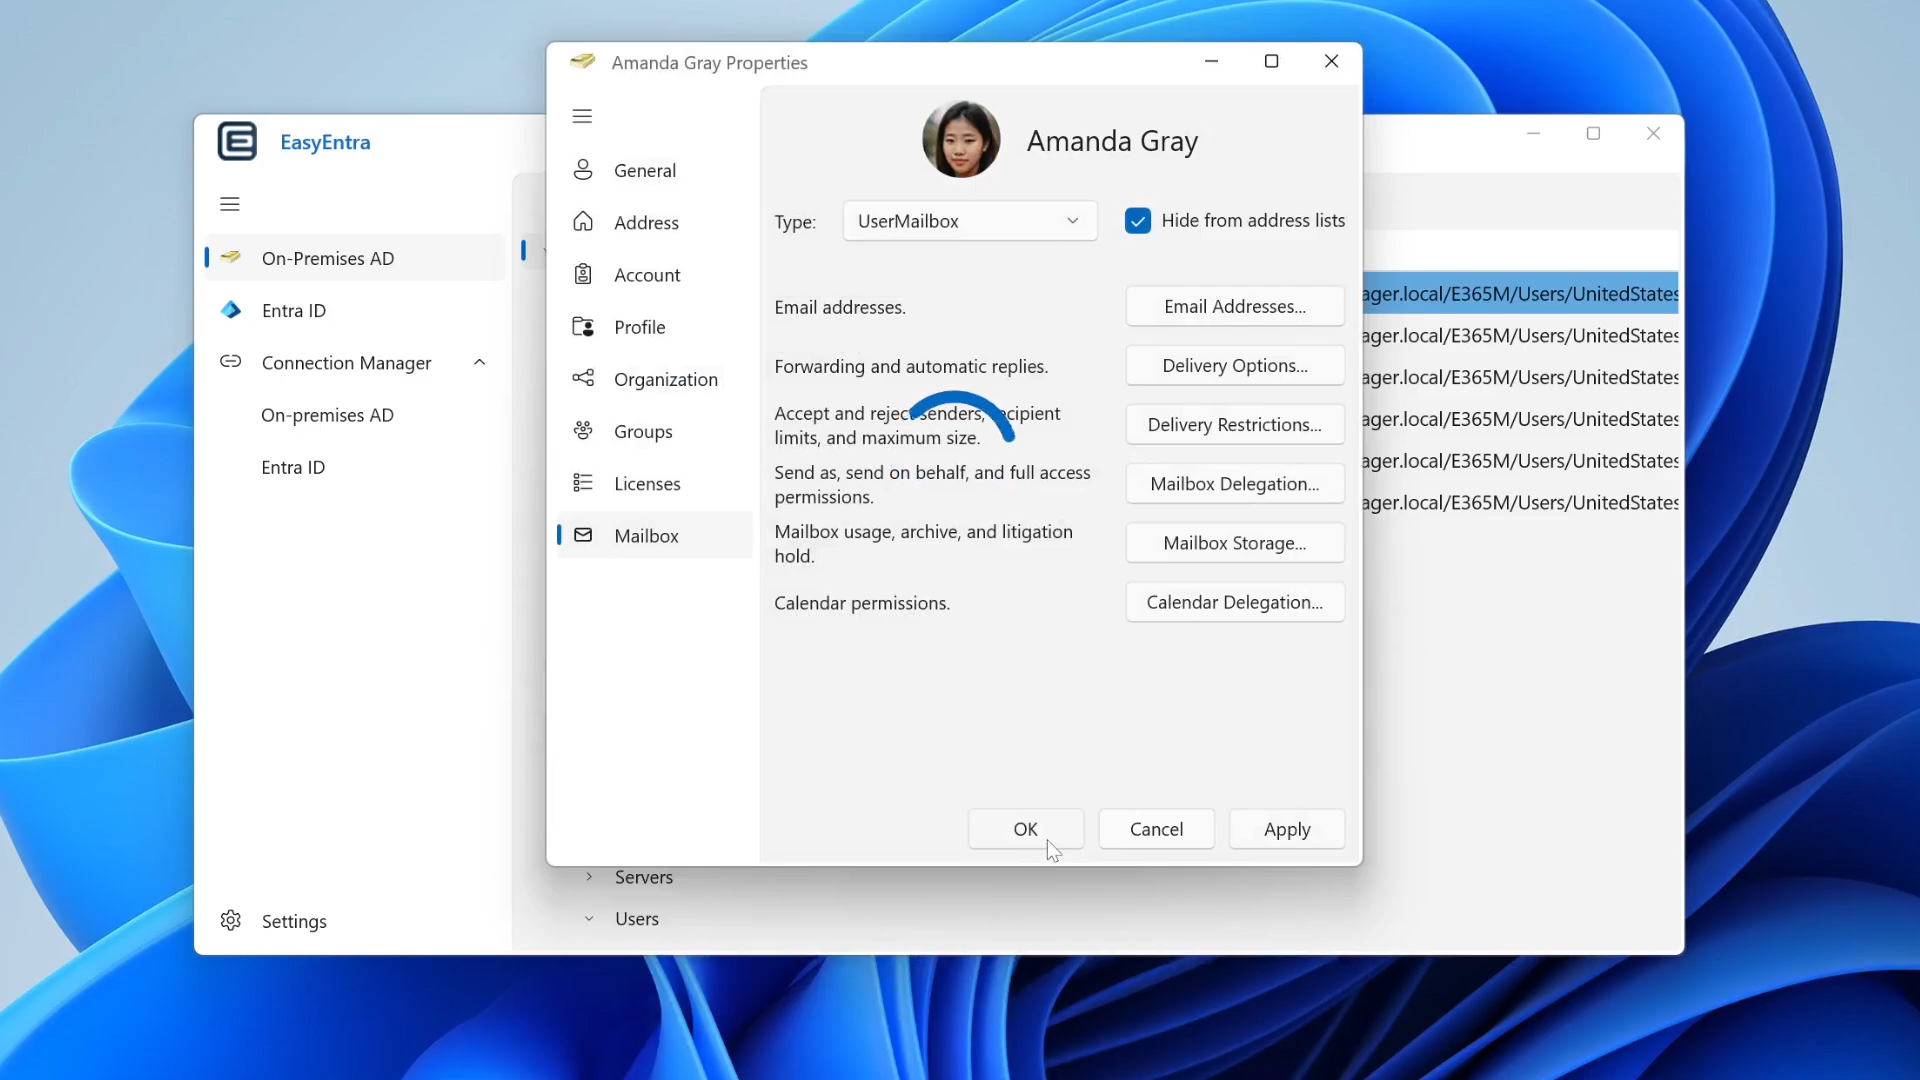 Amanda Gray Properties
EasyEntra
On-Premises AD
Entra ID
Connection Manager
On-premises AD
Entra ID
Settings
General
Address
Account
Profile
Organization
Groups
Licenses
Mailbox
Amanda Gray
Type:
UserMailbox
Hide from address lists
Email addresses.
Email Addresses...
Forwarding and automatic replies.
Delivery Options...
Accept and reject senders, recipient
limits, and maximum size.
Delivery Restrictions...
Send as, send on behalf, and full access
permissions.
Mailbox Delegation...
Mailbox usage, archive, and litigation
hold.
Mailbox Storage...
Calendar permissions.
Calendar Delegation...
OK
Cancel
Apply
ager.local/E365M/Users/UnitedStates
ager.local/E365M/Users/UnitedStates
ager.local/E365M/Users/UnitedStates
ager.local/E365M/Users/UnitedStates
ager.local/E365M/Users/UnitedStates
ager.local/E365M/Users/UnitedStates
Servers
Users